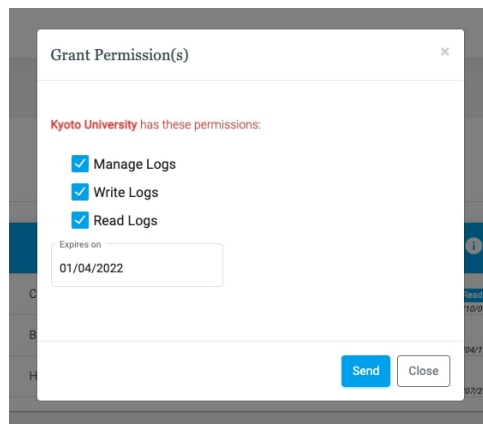 Grant Permission(s)
×
Kyoto University has these permissions:
Manage Logs
Write Logs
Read Logs
Expires on
01/04/2022
C
Read
B
H
Send
Close